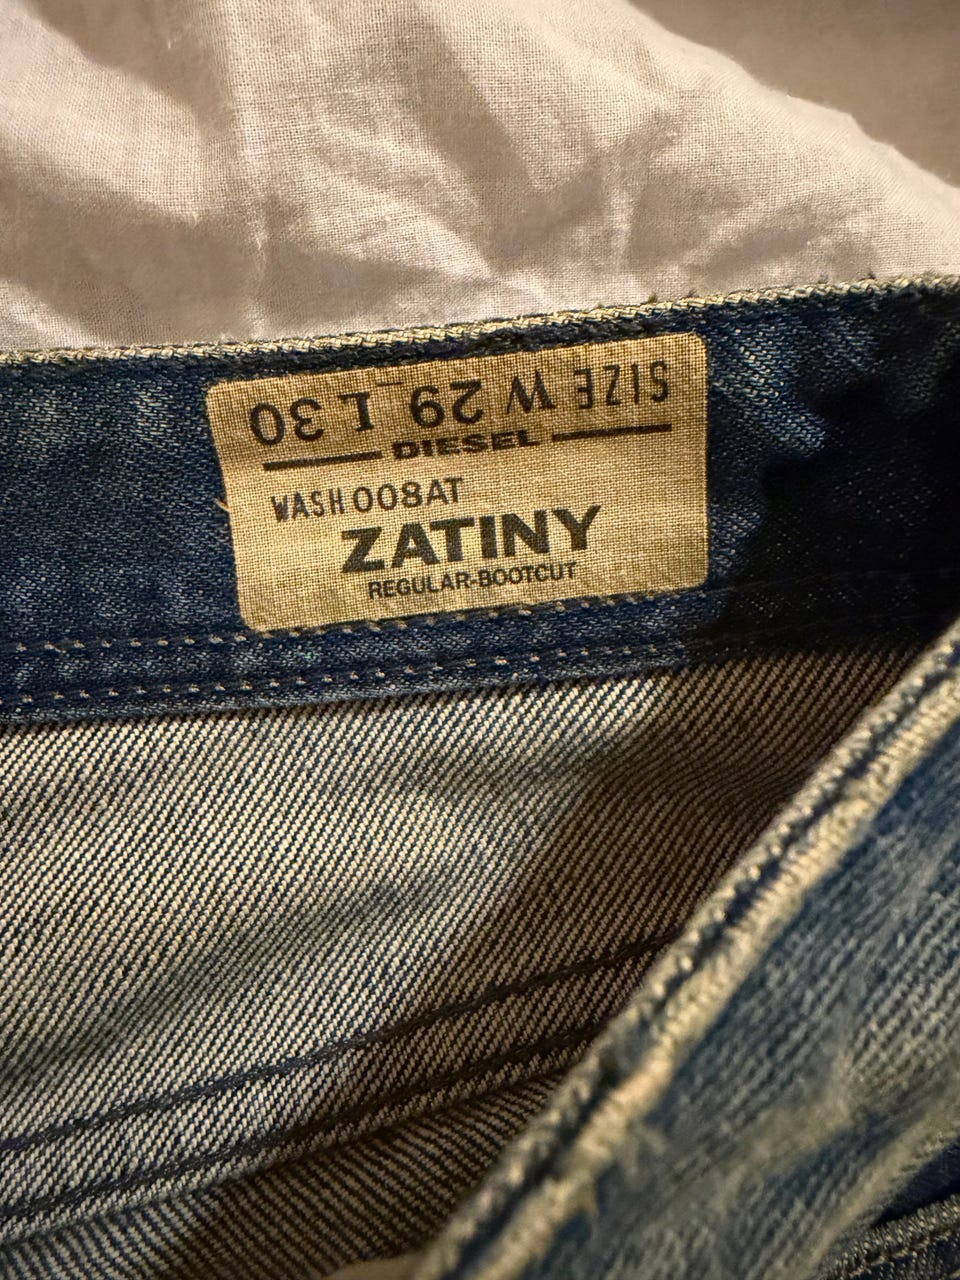 SIZE W 29 L 30
DIESEL
WASH 008AT
ZATINY
REGULAR-BOOTCUT